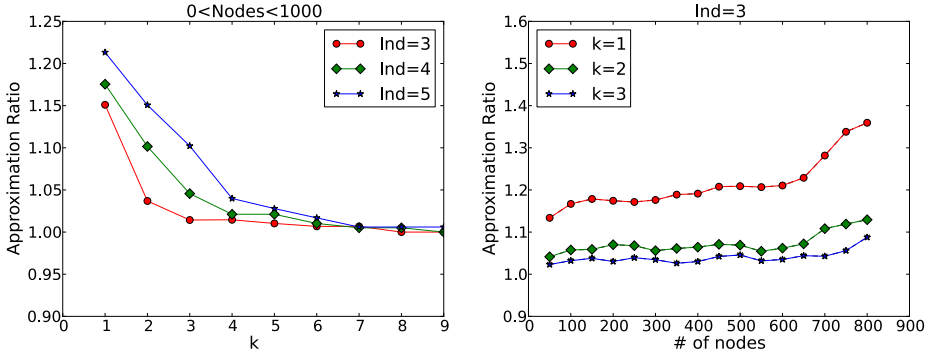 0<Nodes<1000
Approximation Ratio
1.25
1.20
1.15
1.10
1.05
1.00
0.95
0.90
Ind=3
Ind=4
Ind=5
0 1 2 3 4 5 6 7 8 9
k
Ind=3
Approximation Ratio
1.6
1.5
1.4
1.3
1.2
1.1
1.0
0.9
k=1
k=2
k=3
0 100 200 300 400 500 600 700 800 900
# of nodes